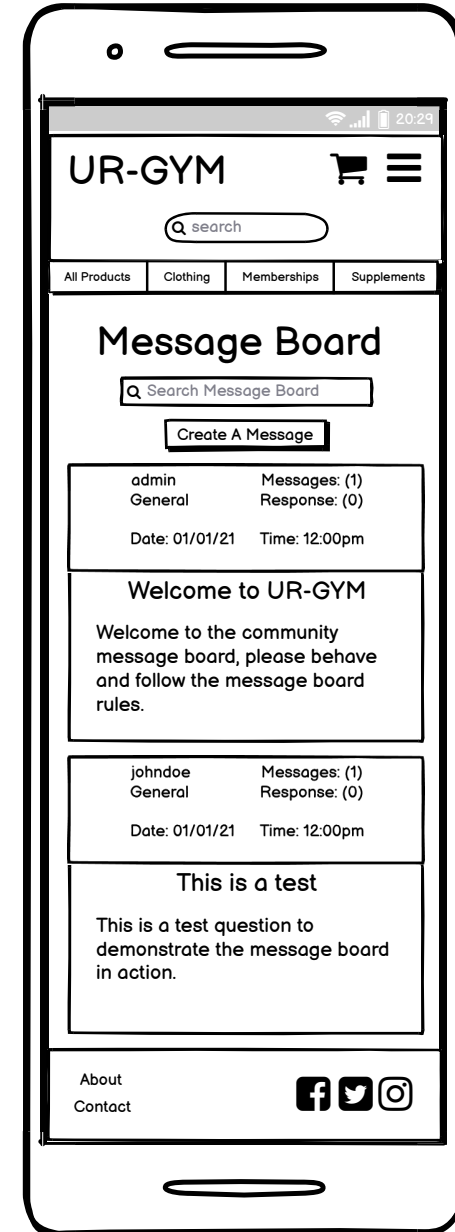 20:29
UR-GYM
search
All Products Clothing Memberships Supplements
Message Board
Search Message Board
Create A Message
admin Messages: (1)
General Response: (0)
Date: 01/01/21 Time: 12:00pm
Welcome to UR-GYM
Welcome to the community
message board, please behave
and follow the message board
rules.
johndoe Messages: (1)
General Response: (0)
Date: 01/01/21 Time: 12:00pm
This is a test
This is a test question to
demonstrate the message board
in action.
About
Contact